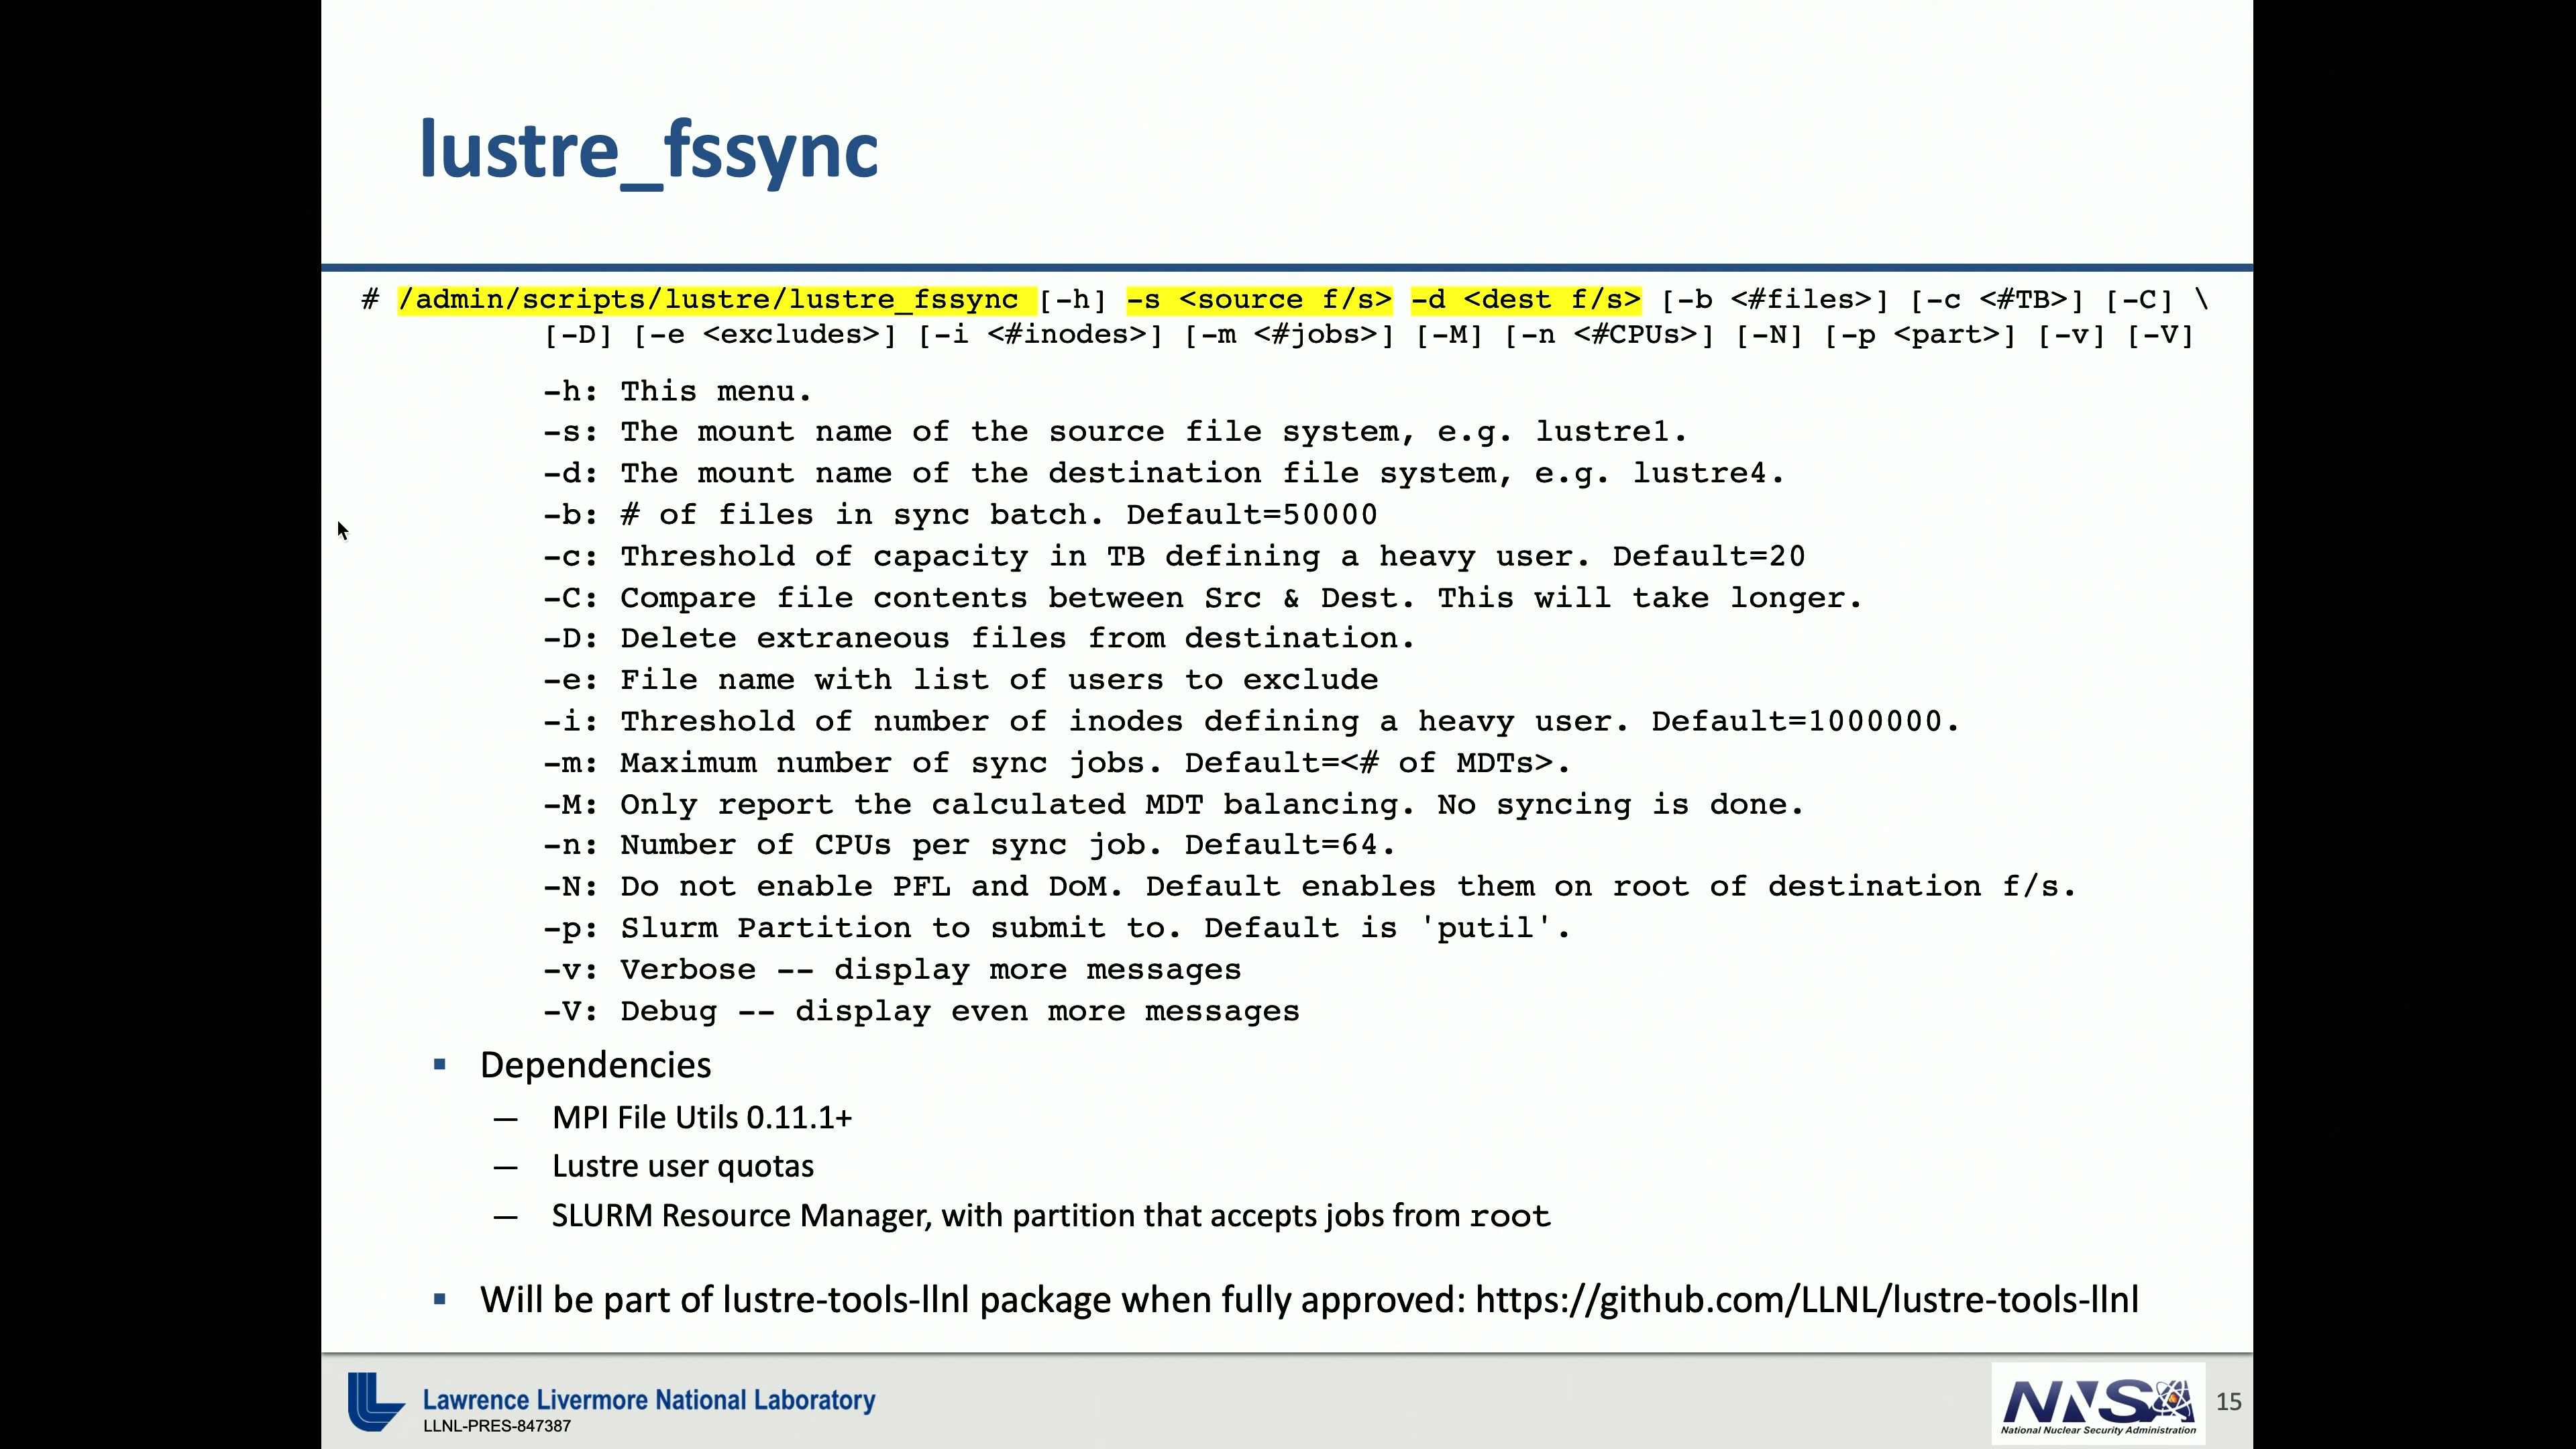 lustre_fssync
# /admin/scripts/lustre/lustre_fssync [-h] -s <source f/s> -d <dest f/s> [-b <#files>] [-c <#TB>] [-C] \
[-D] [-e <excludes>] [-i <#inodes>] [-m <#jobs>] [-M] [-n <#CPUs>] [-N] [-p <part>] [-v] [-V]
-h: This menu.
-s: The mount name of the source file system, e.g. lustre1.
-d: The mount name of the destination file system, e.g. lustre4.
-b: # of files in sync batch. Default=50000
-c: Threshold of capacity in TB defining a heavy user. Default=20
-C: Compare file contents between Src & Dest. This will take longer.
-D: Delete extraneous files from destination.
-e: File name with list of users to exclude
-i: Threshold of number of inodes defining a heavy user. Default=1000000.
-m: Maximum number of sync jobs. Default=<# of MDTs>.
-M: Only report the calculated MDT balancing. No syncing is done.
-n: Number of CPUs per sync job. Default=64.
-N: Do not enable PFL and DoM. Default enables them on root of destination f/s.
-p: Slurm Partition to submit to. Default is 'putil'.
-v: Verbose -- display more messages
-V: Debug -- display even more messages
▪ Dependencies
— MPI File Utils 0.11.1+
— Lustre user quotas
— SLURM Resource Manager, with partition that accepts jobs from root
▪ Will be part of lustre-tools-llnl package when fully approved: https://github.com/LLNL/lustre-tools-llnl
Lawrence Livermore National Laboratory
LLNL-PRES-847387
NNSA
National Nuclear Security Administration
15